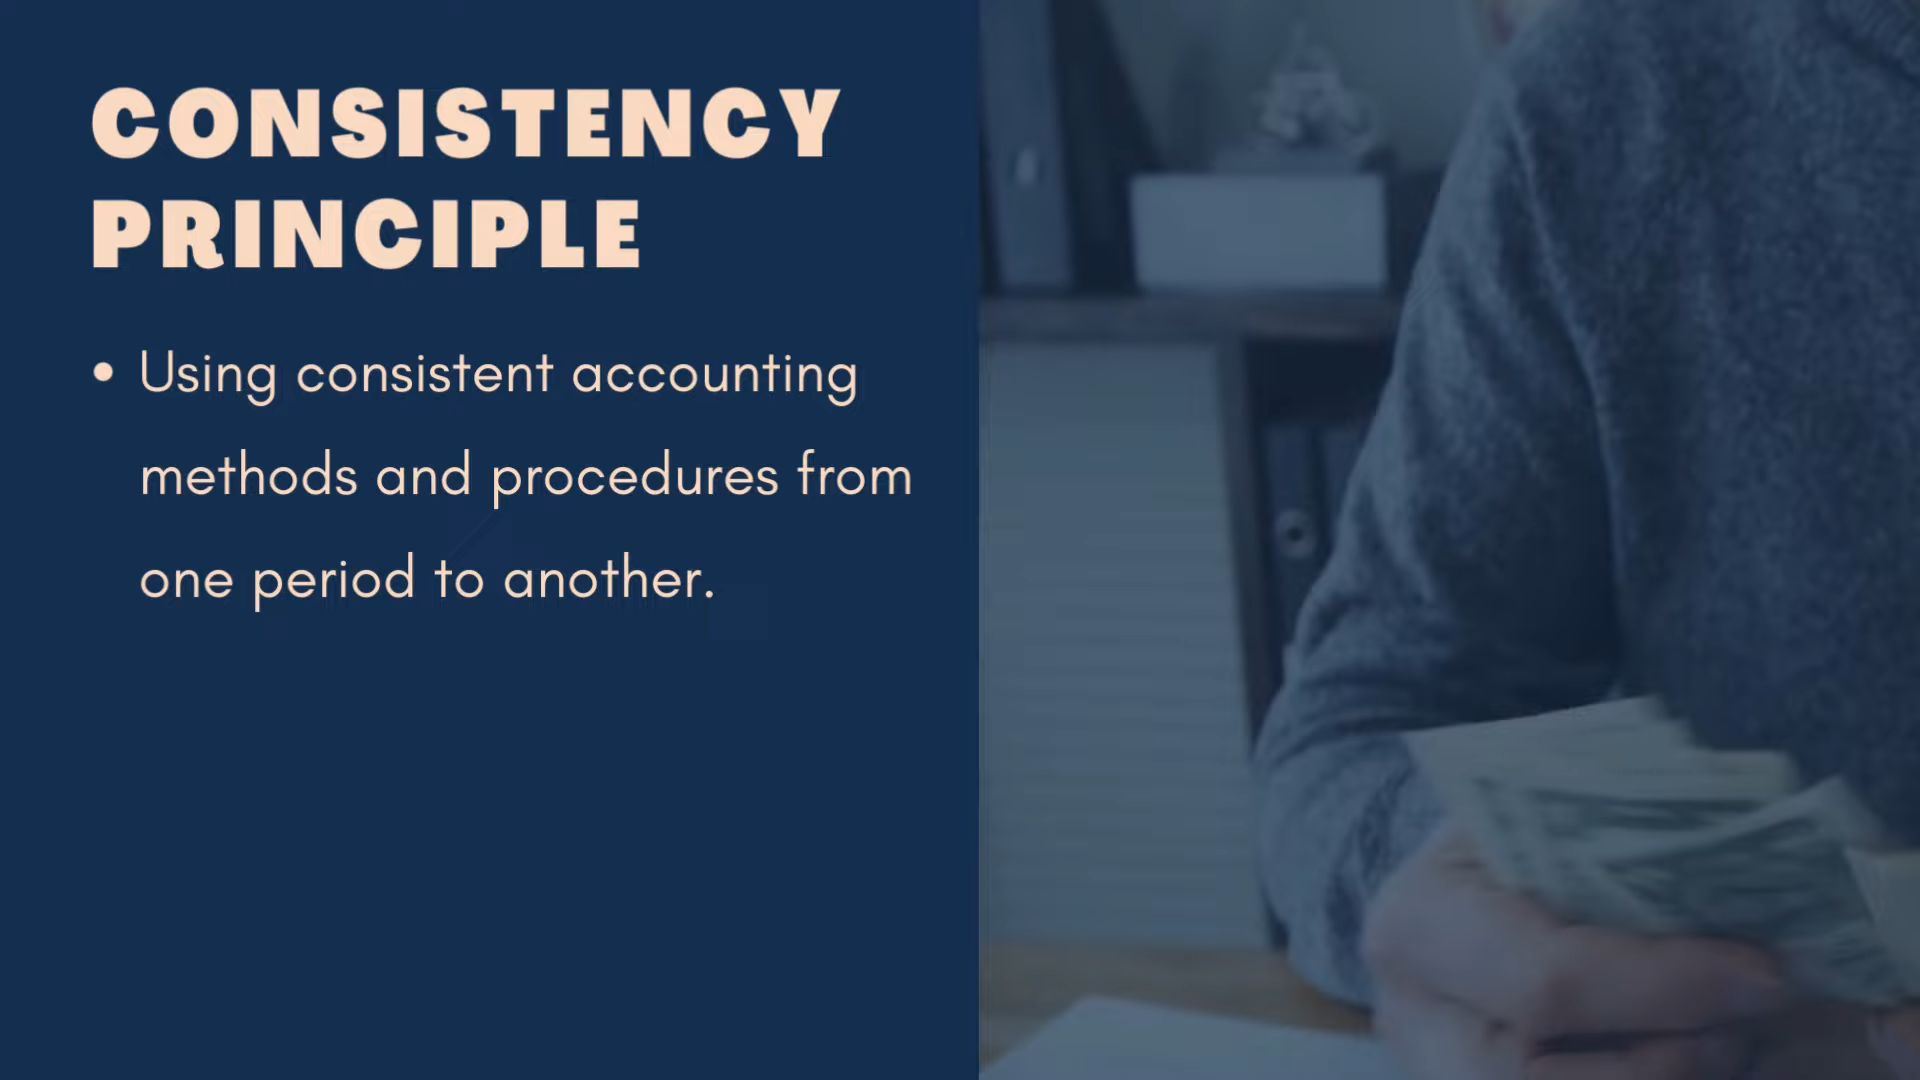 CONSISTENCY
PRINCIPLE
• Using consistent accounting
methods and procedures from
one period to another.